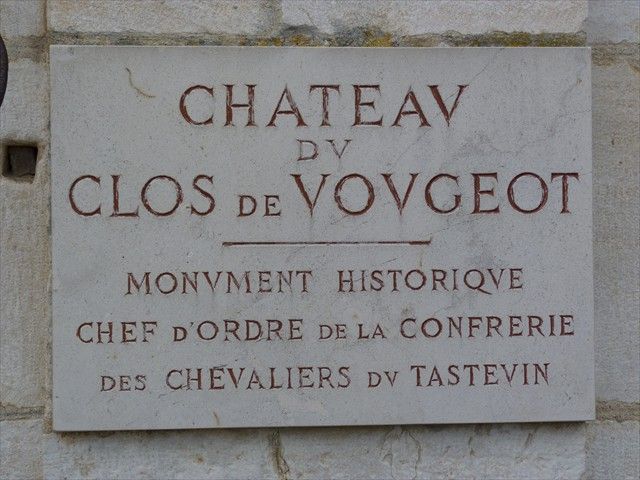 CHATEAV
DV
CLOS DE VOVGEOT
MONVMENT HISTORIQVE
CHEF D'ORDRE DE LA CONFRERIE
DES CHEVALIERS DV TASTEVIN